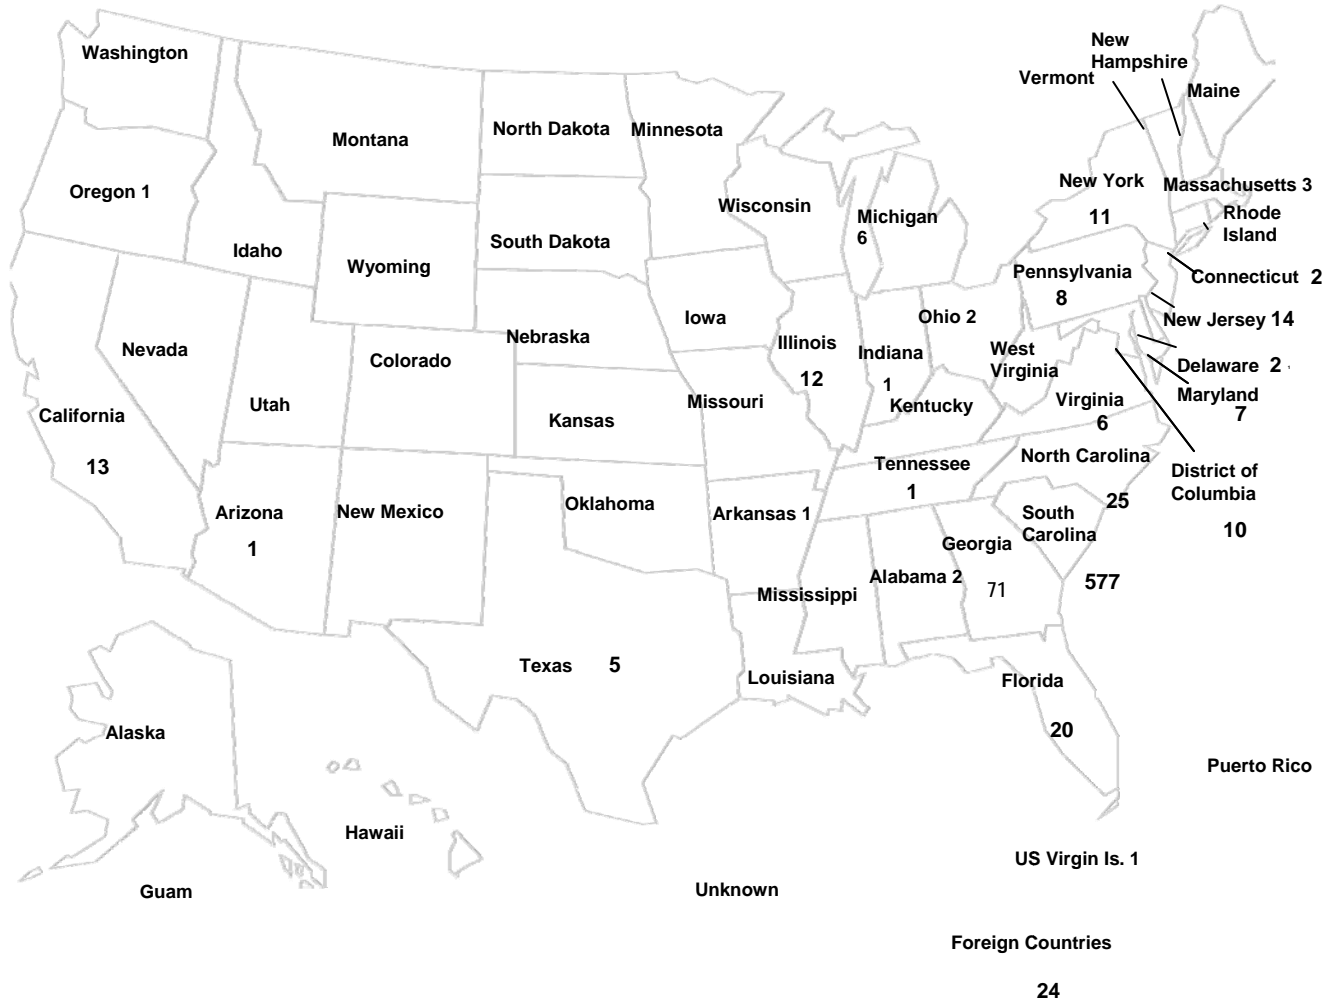 Washington
Montana
North Dakota
Minnesota
New
Hampshire
Vermont
Maine
Oregon 1
Idaho
Wyoming
South Dakota
Wisconsin
Michigan
6
New York
11
Massachusetts 3
Rhode
Island
Connecticut 2
Pennsylvania
8
New Jersey 14
Delaware 2
Maryland
7
Nevada
Utah
Colorado
Nebraska
Iowa
Illinois
12
Indiana
1
Ohio 2
West
Virginia
Virginia
6
California
13
Kansas
Missouri
Kentucky
Tennessee
1
North Carolina
25
District of
Columbia
10
Arizona
1
New Mexico
Oklahoma
Arkansas 1
South
Carolina
577
Georgia
71
Alabama 2
Mississippi
Texas 5
Louisiana
Florida
20
Alaska
Hawaii
Puerto Rico
US Virgin Is. 1
Guam
Unknown
Foreign Countries
24